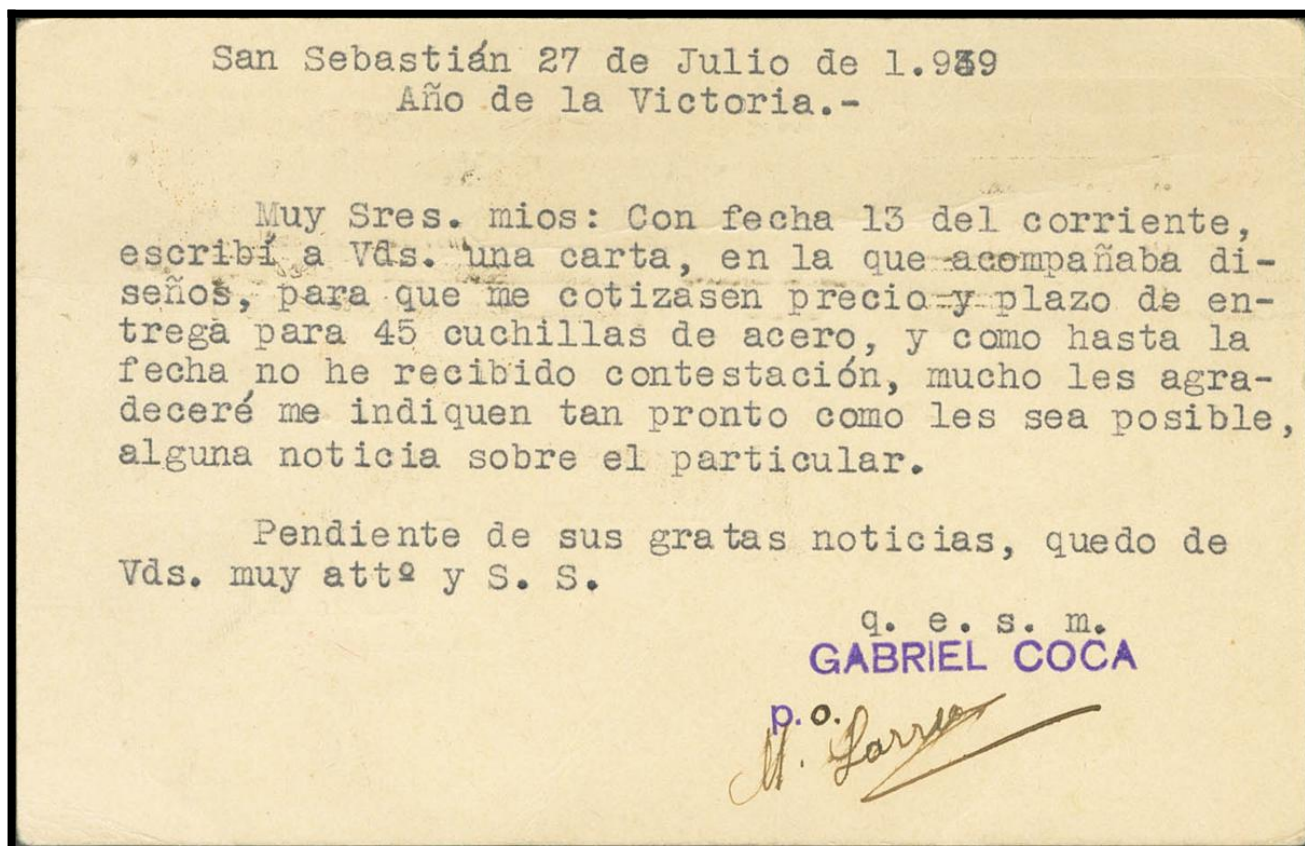 San Sebastián 27 de Julio de 1.939
Año de la Victoria.-
Muy Sres. mios: Con fecha 13 del corriente,
escribí a Vds. una carta, en la que acompañaba di-
seños, para que me cotizasen precio y plazo de en-
trega para 45 cuchillas de acero, y como hasta la
fecha no he recibido contestación, mucho les agra-
deceré me indiquen tan pronto como les sea posible,
alguna noticia sobre el particular.
Pendiente de sus gratas noticias, quedo de
Vds. muy attº y S. S.
q. e. s. m.
GABRIEL COCA
p.o.
M.